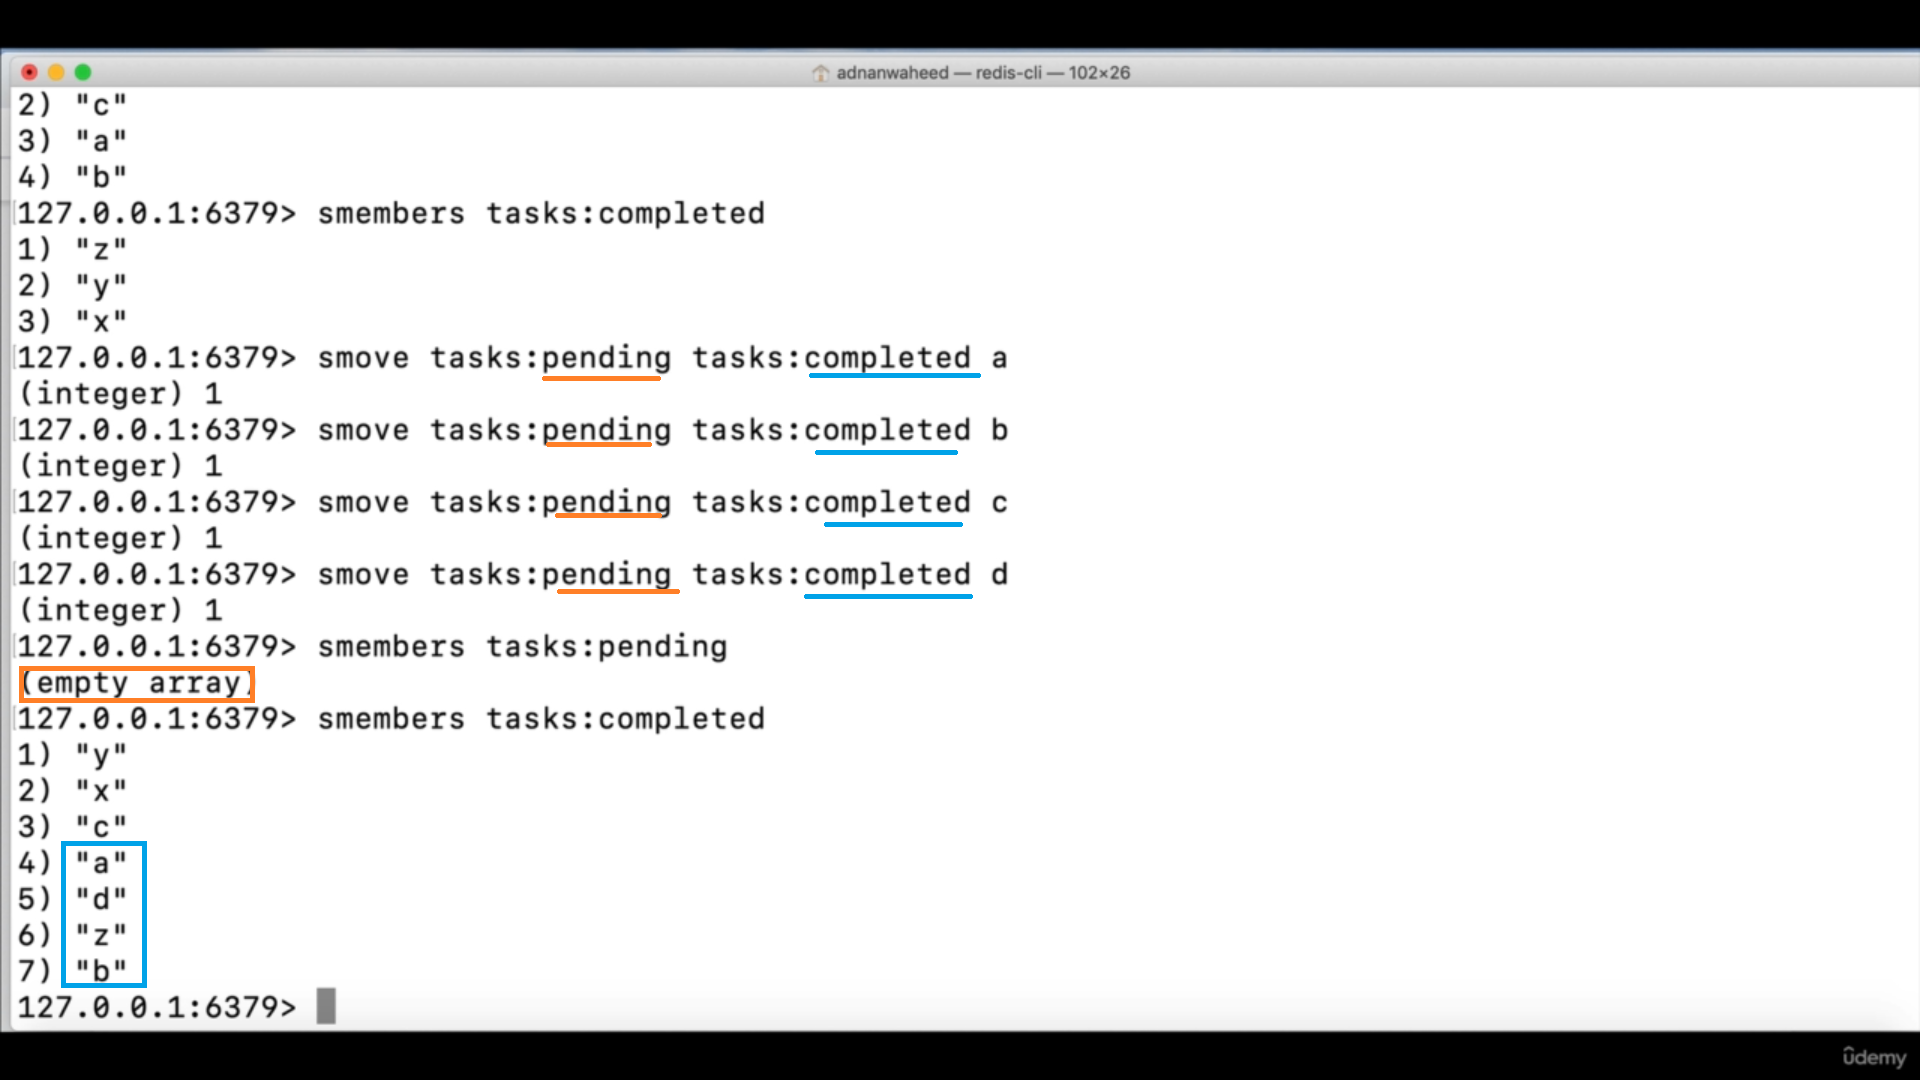 adnanwaheed — redis-cli — 102×26
2) "c"
3) "a"
4) "b"
127.0.0.1:6379> smembers tasks:completed
1) "z"
2) "y"
3) "x"
127.0.0.1:6379> smove tasks:pending tasks:completed a
(integer) 1
127.0.0.1:6379> smove tasks:pending tasks:completed b
(integer) 1
127.0.0.1:6379> smove tasks:pending tasks:completed c
(integer) 1
127.0.0.1:6379> smove tasks:pending tasks:completed d
(integer) 1
127.0.0.1:6379> smembers tasks:pending
(empty array)
127.0.0.1:6379> smembers tasks:completed
1) "y"
2) "x"
3) "c"
4) "a"
5) "d"
6) "z"
7) "b"
127.0.0.1:6379>
ûdemy